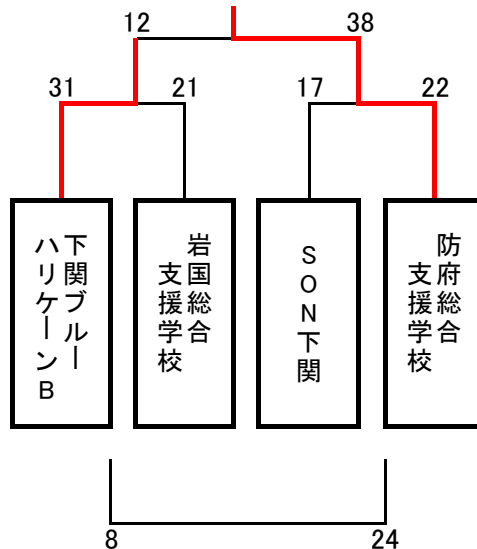 12 38
31 21 17 22
下関ブルー
ハリケーンB
岩国総合
支援学校
SON下関
防府総合
支援学校
8 24